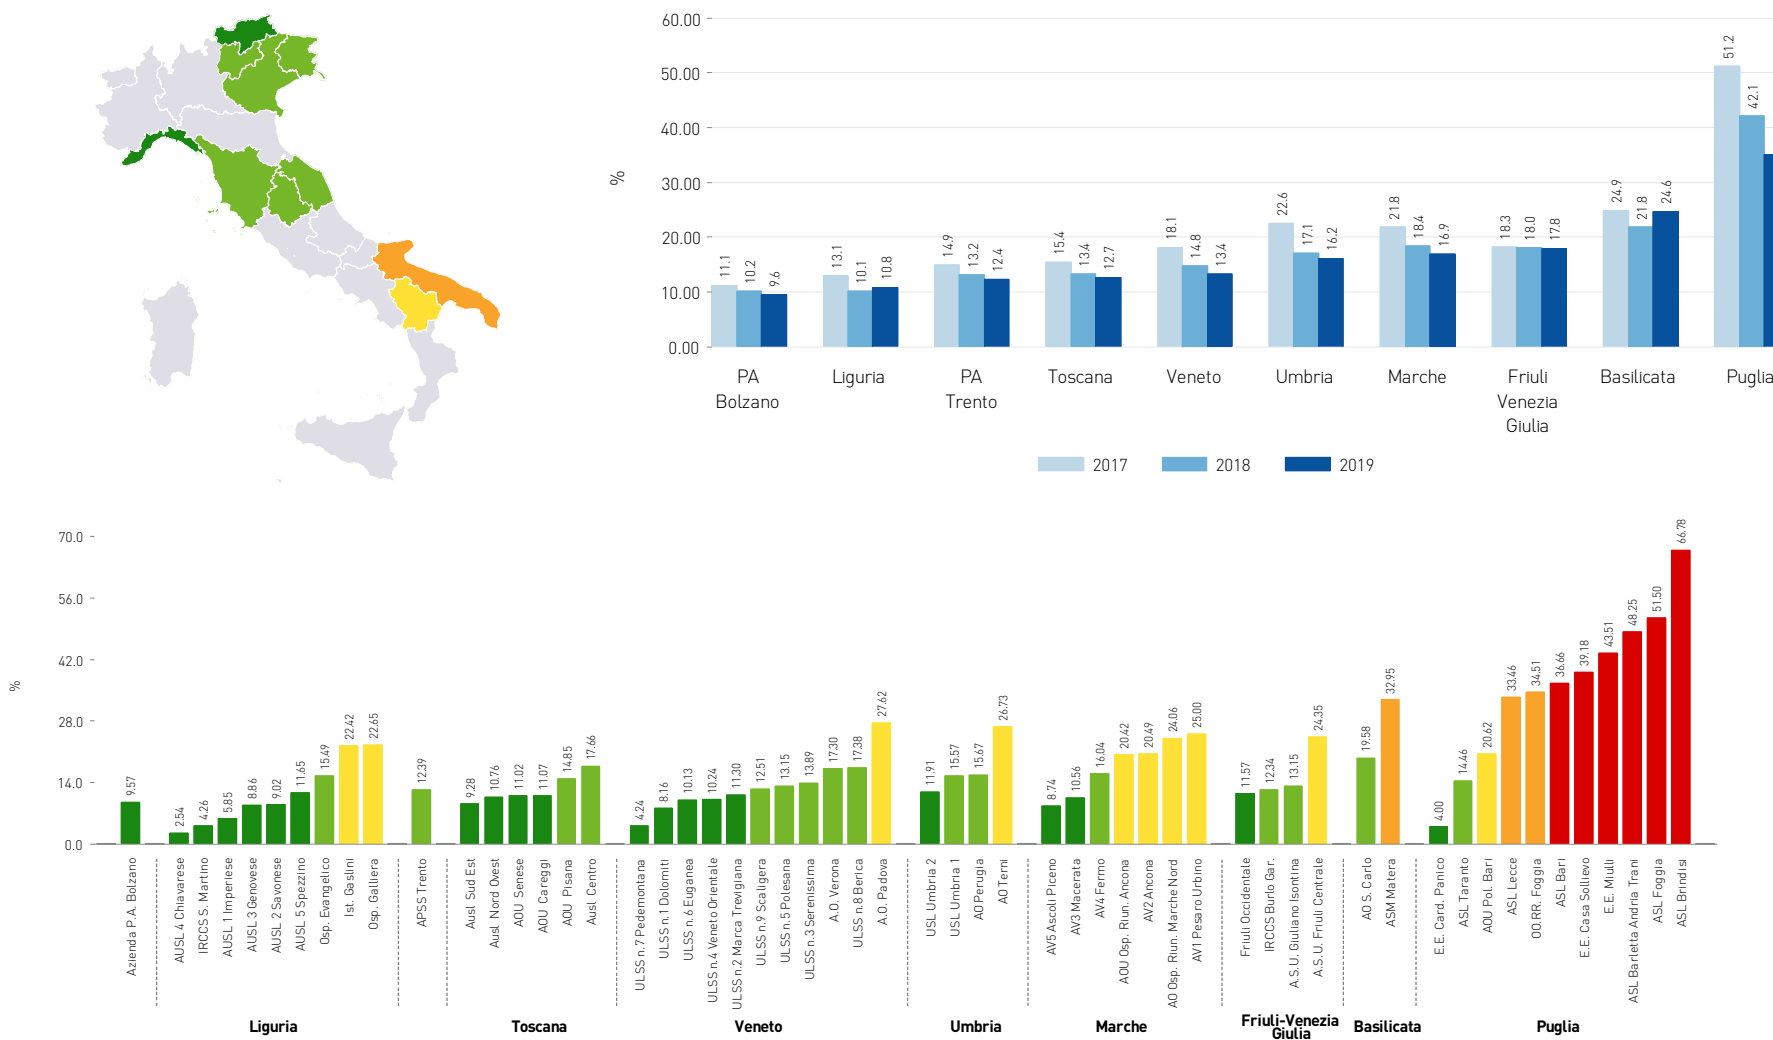 60.00
50.00
40.00
30.00
20.00
10.00
0.00
%
11.1
10.2
9.6
13.1
10.1
10.8
14.9
13.2
12.4
15.4
13.4
12.7
18.1
14.8
13.4
22.6
17.1
16.2
21.8
18.4
16.9
18.3
18.0
17.8
24.9
21.8
24.6
51.2
42.1
PA
Bolzano
Liguria
PA
Trento
Toscana
Veneto
Umbria
Marche
Friuli
Venezia
Giulia
Basilicata
Puglia
2017
2018
2019
70.0
56.0
42.0
28.0
14.0
0.0
%
9.57
2.54
4.26
5.85
8.86
9.02
11.65
15.49
22.42
22.65
12.39
9.28
10.76
11.02
11.07
14.85
17.66
4.24
8.16
10.13
10.24
11.30
12.51
13.15
13.89
17.30
17.38
27.62
11.91
15.57
15.67
26.73
8.74
10.56
16.04
20.42
20.49
24.06
25.00
11.57
12.34
13.15
24.35
19.58
32.95
4.00
14.46
20.62
33.46
34.51
36.66
39.18
43.51
48.25
51.50
66.78
Azienda P.A. Bolzano
AUSL 4 Chiavarese
IRCCS S. Martino
AUSL 1 Imperiese
AUSL 3 Genovese
AUSL 2 Savonese
AUSL 5 Spezzino
Osp. Evangelico
Ist. Gaslini
Osp. Galliera
APSS Trento
Ausl Sud Est
Ausl Nord Ovest
AOU Senese
AOU Careggi
AOU Pisana
Ausl Centro
ULSS n.7 Pedemontana
ULSS n.1 Dolomiti
ULSS n. 6 Euganea
ULSS n.4 Veneto Orientale
ULSS n.2 Marca Trevigiana
ULSS n.9 Scaligera
ULSS n.5 Polesana
ULSS n.3 Serenissima
A.O. Verona
ULSS n.8 Berica
A.O. Padova
USL Umbria 2
USL Umbria 1
AO Perugia
AO Terni
AV5 Ascoli Piceno
AV3 Macerata
AV4 Fermo
AOU Osp. Riun. Ancona
AV2 Ancona
AO Osp. Riun. Marche Nord
AV1 Pesaro Urbino
Friuli Occidentale
IRCCS Burlo Gar.
A.S.U. Giuliano Isontina
A.S.U. Friuli Centrale
AO S. Carlo
ASM Matera
E.E. Card. Panico
ASL Taranto
AOU Pol. Bari
ASL Lecce
OO.RR. Foggia
ASL Bari
E.E. Casa Sollievo
E.E. Miulli
ASL Barletta Andria Trani
ASL Foggia
ASL Brindisi
Liguria
Toscana
Veneto
Umbria
Marche
Friuli-Venezia
Giulia
Basilicata
Puglia